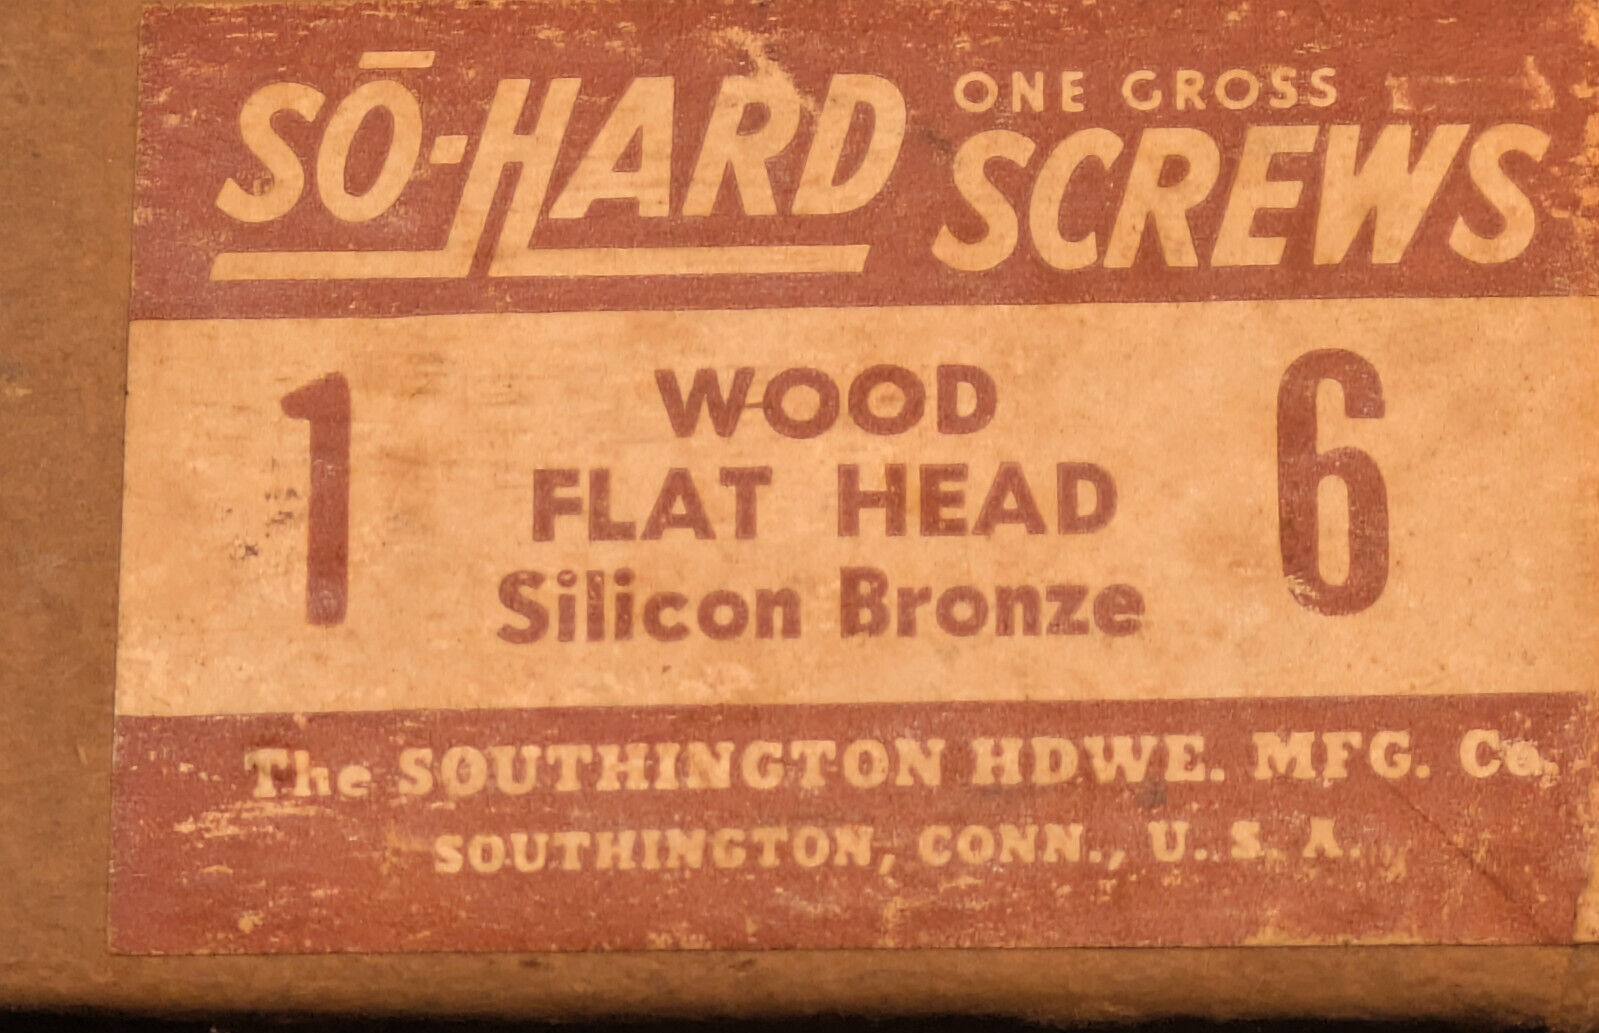 SŌ-HARD ONE GROSS SCREWS
1 WOOD 6
FLAT HEAD
Silicon Bronze
The SOUTHINGTON HDWE. MFG. Co.
SOUTHINGTON, CONN., U. S. A.